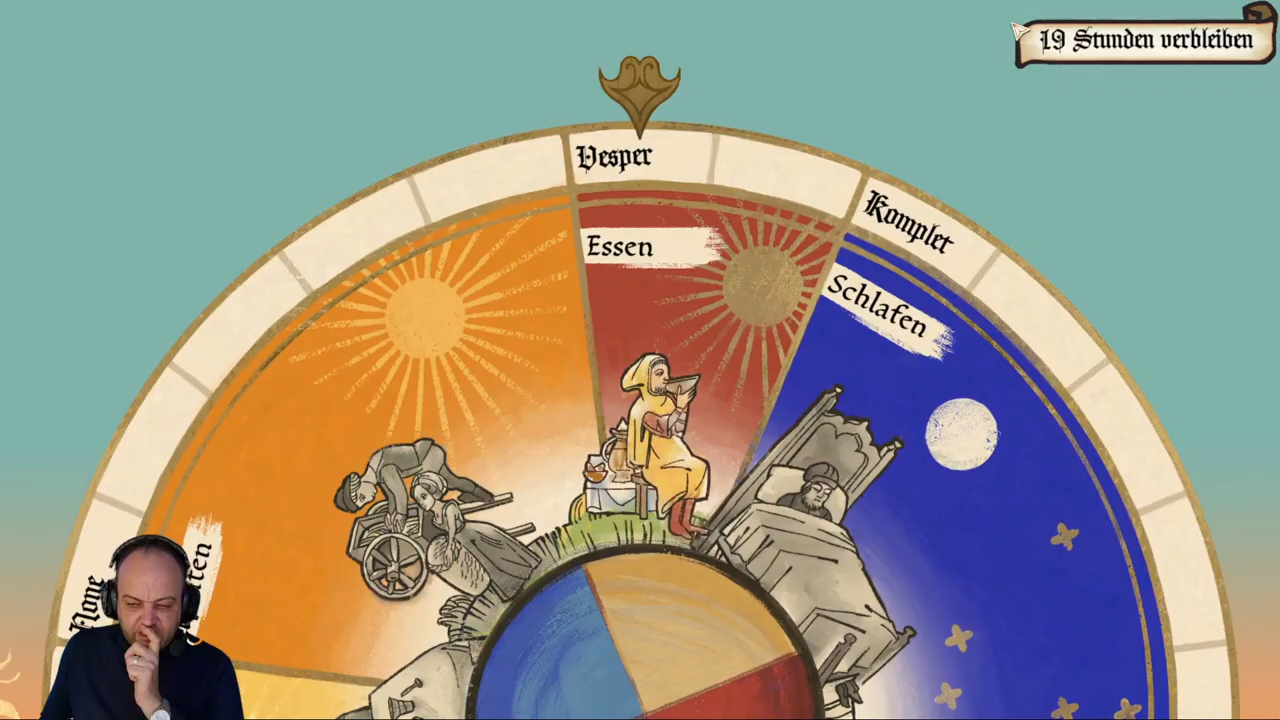 19 Stunden verbleiben
Vesper
Komplet
Essen
Schlafen